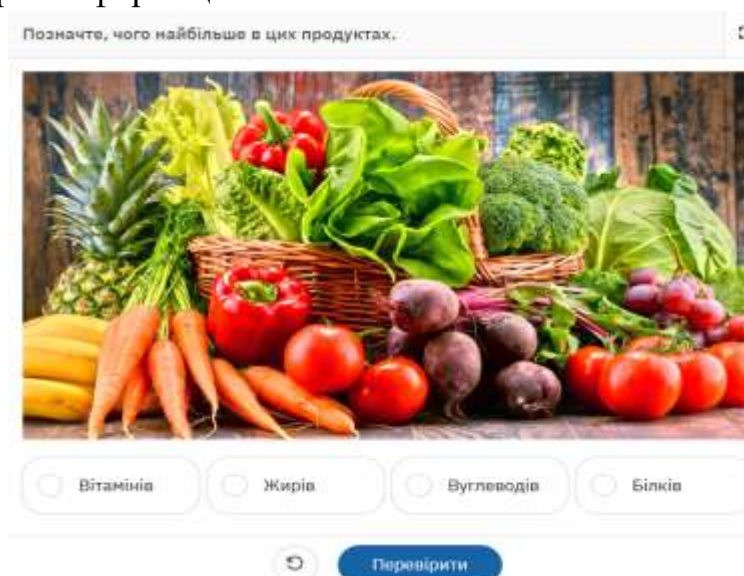 Позначте, чого найбільше в цих продуктах.
Вітамінів
Жирів
Вуглеводів
Білків
Перевірити